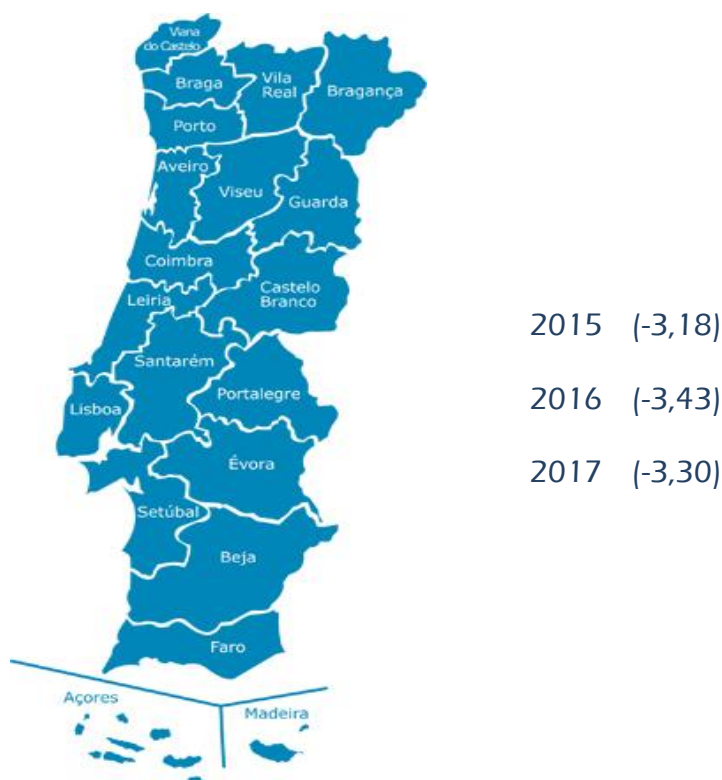 Viana
do Castelo
Braga
Vila
Real
Bragança
Porto
Aveiro
Viseu
Guarda
Coimbra
Castelo
Branco
Leiria
Santarém
Portalegre
Lisboa
Évora
Setúbal
Beja
Faro
Açores
Madeira
2015 (-3,18)
2016 (-3,43)
2017 (-3,30)